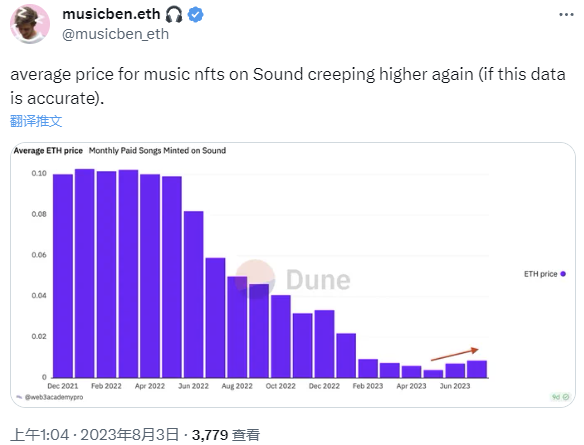 musicben.eth 🎧
@musicben_eth
average price for music nfts on Sound creeping higher again (if this data
is accurate).
翻译推文
Average ETH price Monthly Paid Songs Minted on Sound
0.10
0.08
0.06
0.04
0.02
0
Dune
ETH price
Dec 2021 Feb 2022 Apr 2022 Jun 2022 Aug 2022 Oct 2022 Dec 2022 Feb 2023 Apr 2023 Jun 2023
@web3academypro
9d
上午1:04 · 2023年8月3日 · 3,779 查看